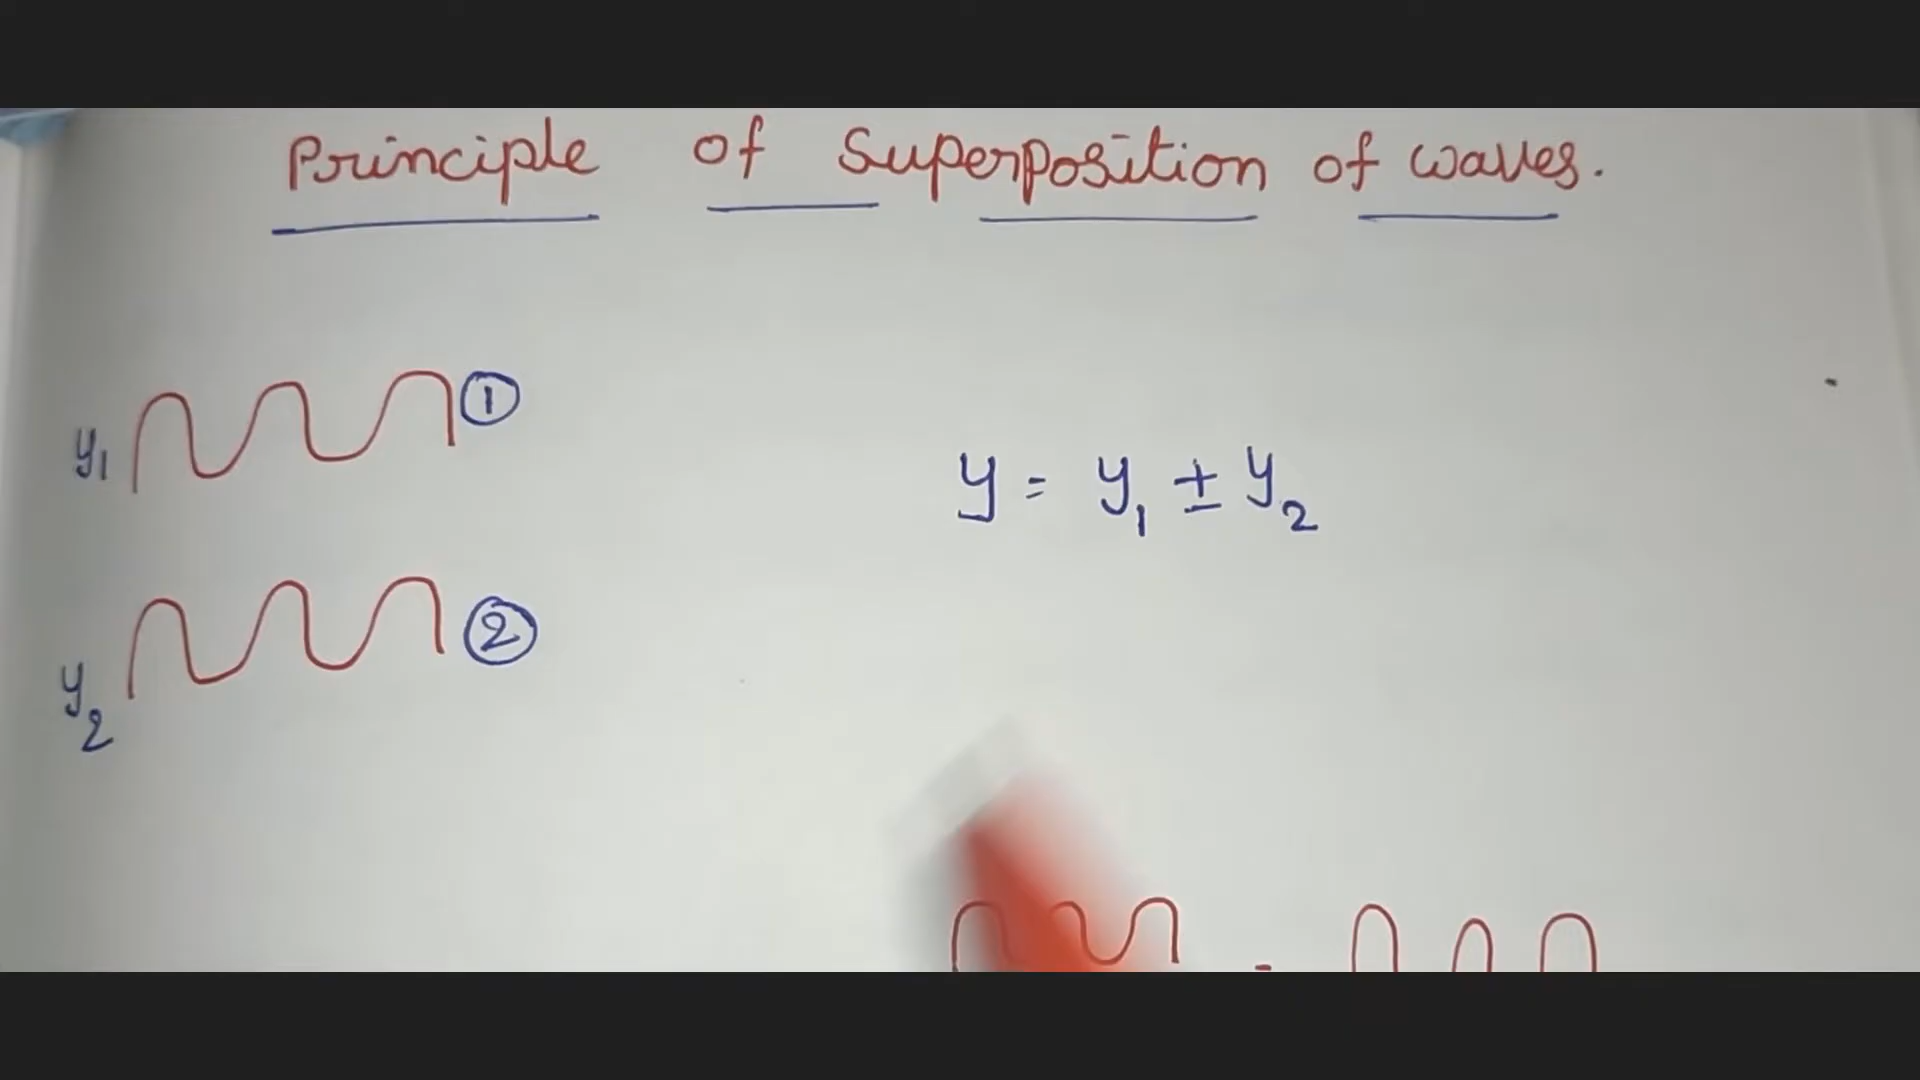 Principle of Superposition of waves.
y1 ①
y = y1 ± y2
y2 ②